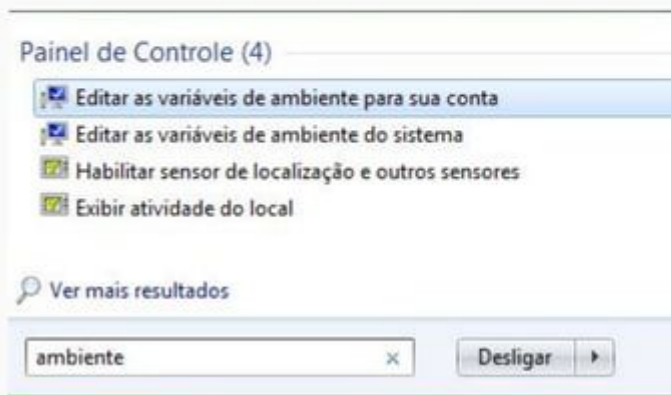 Painel de Controle (4)
Editar as variáveis de ambiente para sua conta
Editar as variáveis de ambiente do sistema
Habilitar sensor de localização e outros sensores
Exibir atividade do local
Ver mais resultados
ambiente
Desligar